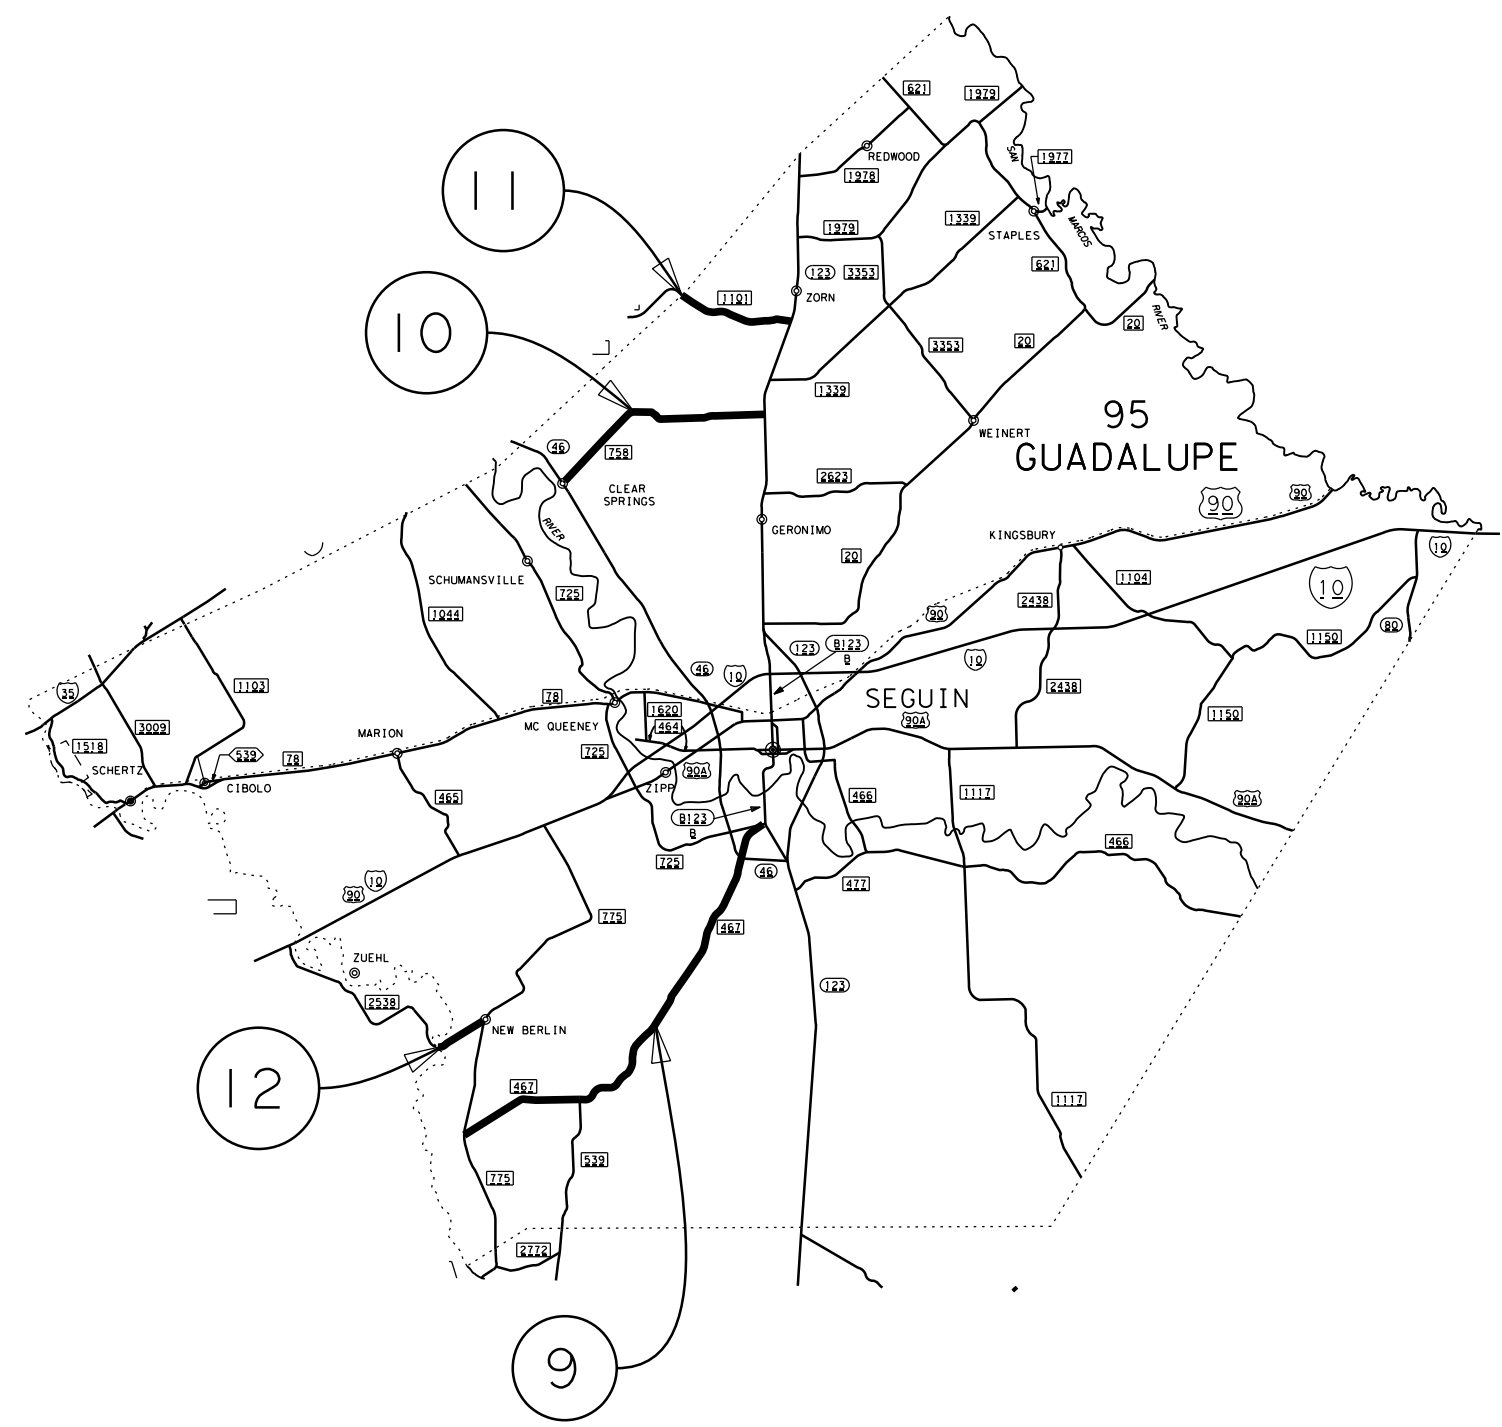 621
1979
SAN
1977
REDWOOD
1978
11
MARCOS
1339
1979
STAPLES
621
123
3353
1101
ZORN
RIVER
20
10
20
3353
1339
95
WEINERT
46
758
GUADALUPE
2623
CLEAR
SPRINGS
90
90
RIVER
GERONIMO
KINGSBURY
10
20
SCHUMANSVILLE
1104
10
725
2438
1044
90
80
1150
B123
B
123
10
46
10
1103
35
2438
78
SEGUIN
1620
1150
3009
464
MC QUEENEY
90A
MARION
1518
725
539
78
SCHERTZ
90A
CIBOLO
ZIPP
465
466
1117
90A
B123
B
466
725
46
10
90
477
775
467
ZUEHL
123
2538
NEW BERLIN
12
467
1117
539
775
2772
9